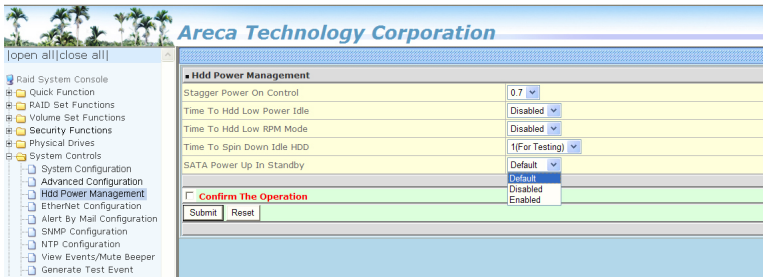 Areca Technology Corporation
|open all|close all|
Raid System Console
Quick Function
RAID Set Functions
Volume Set Functions
Security Functions
Physical Drives
System Controls
System Configuration
Advanced Configuration
Hdd Power Management
EtherNet Configuration
Alert By Mail Configuration
SNMP Configuration
NTP Configuration
View Events/Mute Beeper
Generate Test Event
Hdd Power Management
Stagger Power On Control 0.7
Time To Hdd Low Power Idle Disabled
Time To Hdd Low RPM Mode Disabled
Time To Spin Down Idle HDD 1(For Testing)
SATA Power Up In Standby Default
Default
Disabled
Enabled
Confirm The Operation
Submit Reset